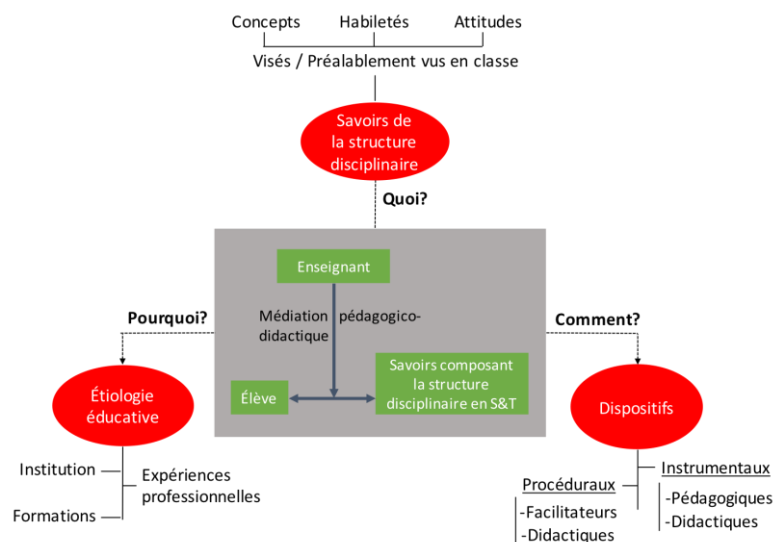 Concepts Habiletés Attitudes
Visés / Préalablement vus en classe
Savoirs de
la structure
disciplinaire
Quoi?
Enseignant
Médiation pédagogico-
didactique
Pourquoi?
Comment?
Élève
Savoirs composant
la structure
disciplinaire en S&T
Étiologie
éducative
Dispositifs
Institution
Expériences
professionnelles
Formations
Instrumentaux
-Pédagogiques
-Didactiques
Procéduraux
-Facilitateurs
-Didactiques